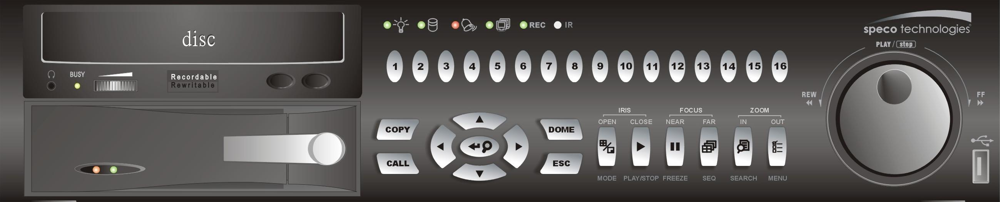 disc
BUSY
Recordable
Rewritable
REC IR
speco technologies®
PLAY / step
1 2 3 4 5 6 7 8 9 10 11 12 13 14 15 16
REW FF
IRIS FOCUS ZOOM
OPEN CLOSE NEAR FAR IN OUT
COPY DOME
CALL ESC
MODE PLAY/STOP FREEZE SEQ SEARCH MENU